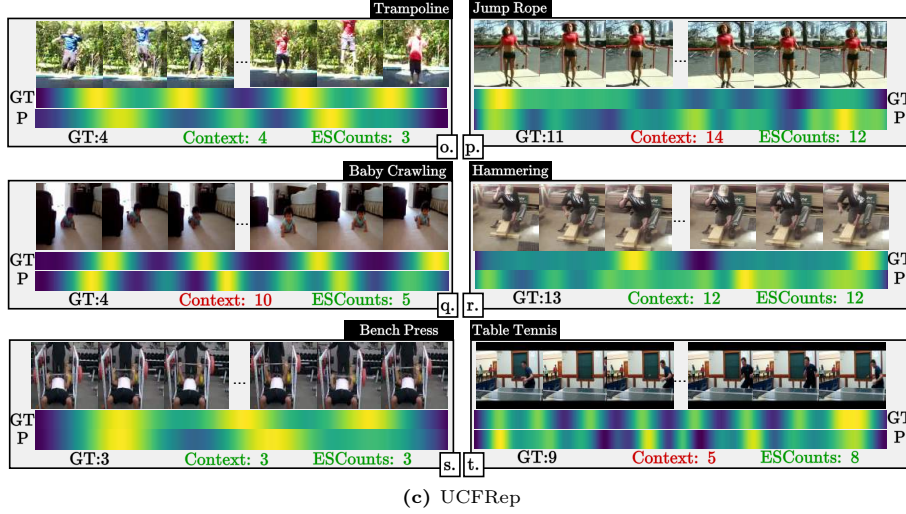 Trampoline
...
GT
P
GT:4 Context: 4 ESCounts: 3
o.
Jump Rope
...
GT
P
GT:11 Context: 14 ESCounts: 12
p.
Baby Crawling
...
GT
P
GT:4 Context: 10 ESCounts: 5
q.
Hammering
...
GT
P
GT:13 Context: 12 ESCounts: 12
r.
Bench Press
...
GT
P
GT:3 Context: 3 ESCounts: 3
s.
Table Tennis
...
GT
P
GT:9 Context: 5 ESCounts: 8
t.
(c) UCFRep